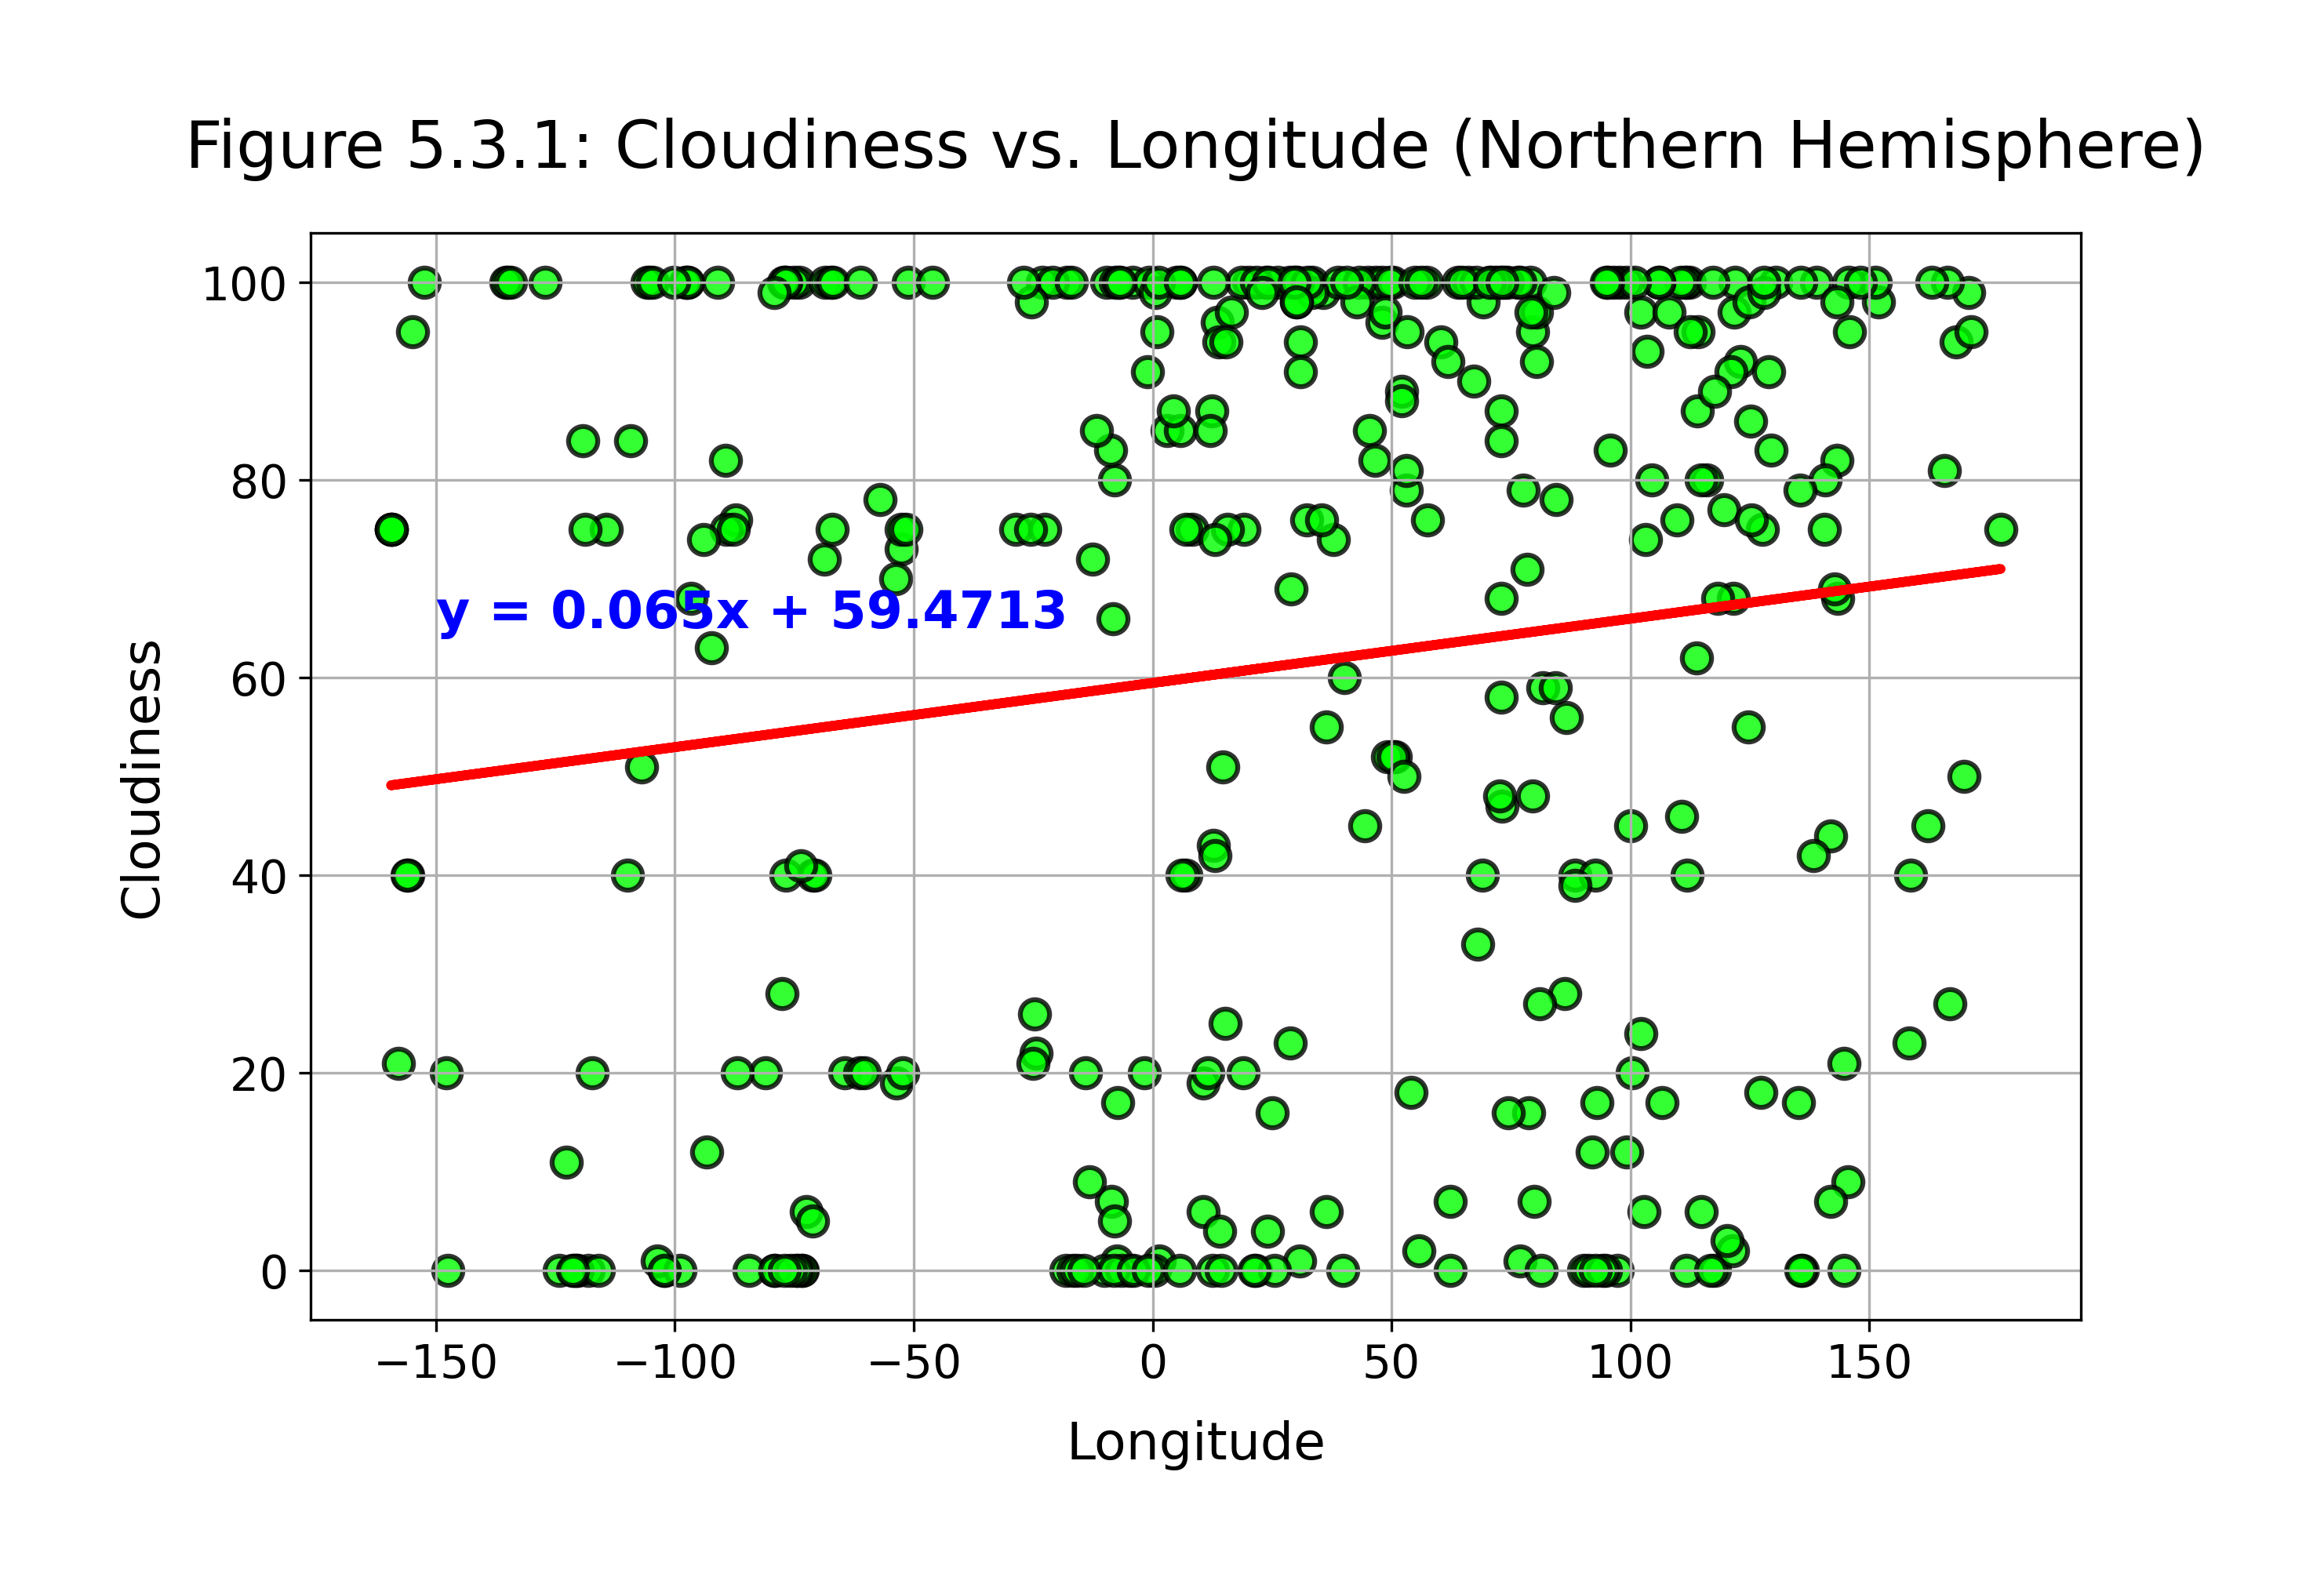 Figure 5.3.1: Cloudiness vs. Longitude (Northern Hemisphere)
100
80
60
40
20
0
Cloudiness
y = 0.065x + 59.4713
−150 −100 −50 0 50 100 150
Longitude